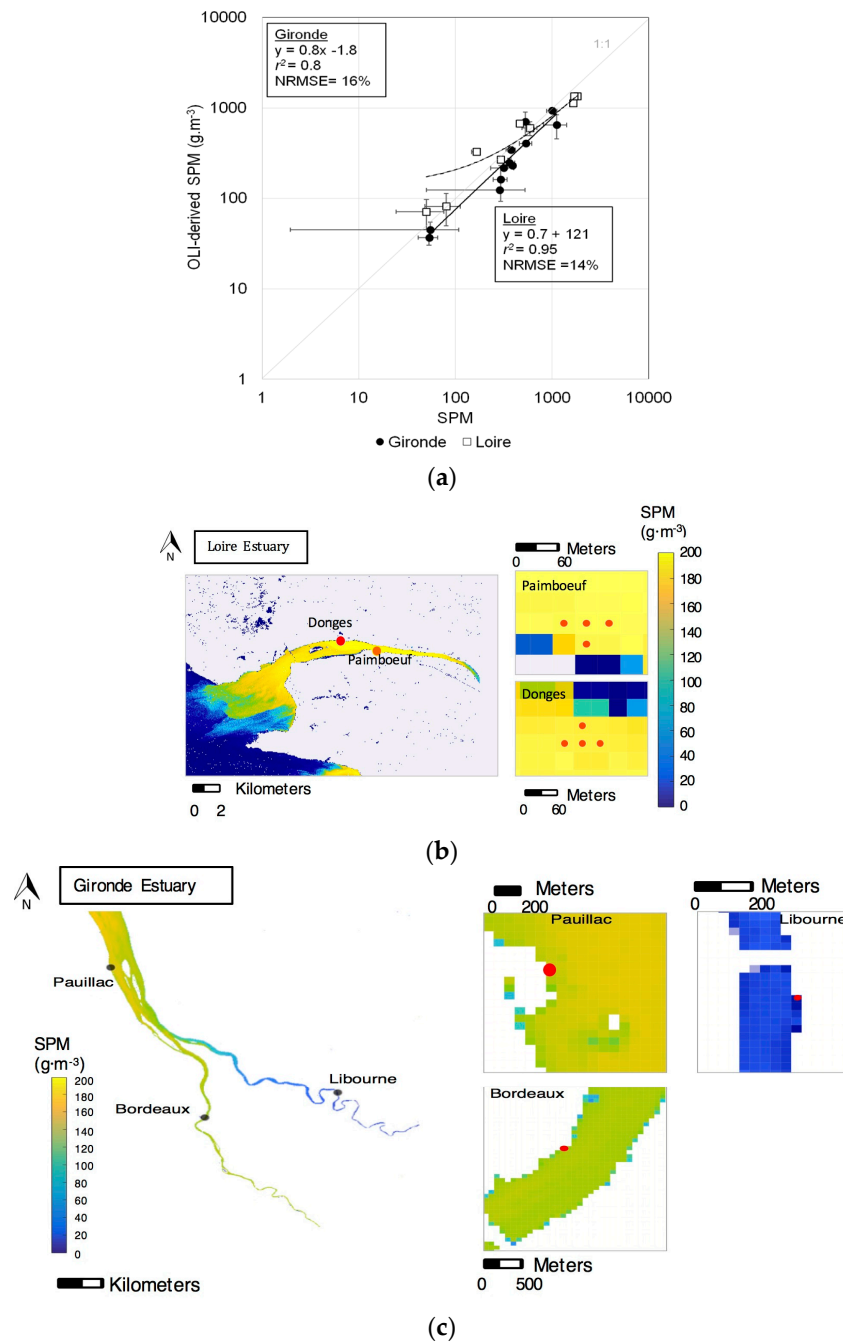 10000
1000
100
10
1
OLI-derived SPM (g.m-3)
Gironde
y = 0.8x -1.8
r2= 0.8
NRMSE= 16%
1:1
Loire
y = 0.7 + 121
r2= 0.95
NRMSE =14%
1 10 100 1000 10000
SPM
Gironde Loire
(a)
N
Loire Estuary
Donges
Paimboeuf
Kilometers
0 2
Meters
0 60
Paimboeuf
Donges
Meters
0 60
SPM
(g·m-3)
200
180
160
140
120
100
80
60
40
20
0
(b)
N
Gironde Estuary
Pauillac
Libourne
Bordeaux
SPM
(g·m-3)
200
180
160
140
120
100
80
60
40
20
0
Kilometers
Meters
0 200
Pauillac
Meters
0 200
Libourne
Bordeaux
Meters
0 500
(c)